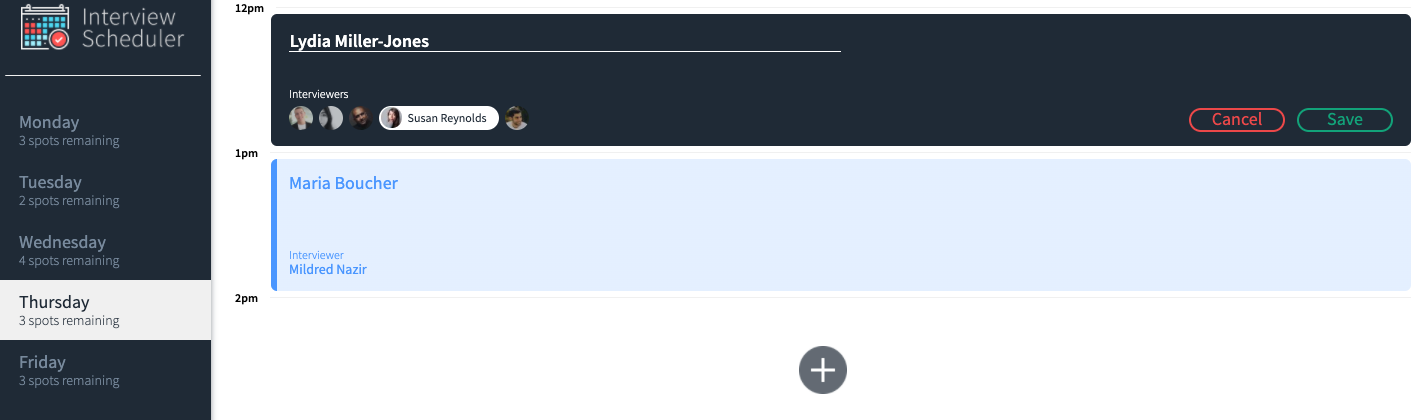 Interview
Scheduler
Monday
3 spots remaining
Tuesday
2 spots remaining
Wednesday
4 spots remaining
Thursday
3 spots remaining
Friday
3 spots remaining
12pm
Lydia Miller-Jones
Interviewers
Susan Reynolds
Cancel
Save
1pm
Maria Boucher
Interviewer
Mildred Nazir
2pm